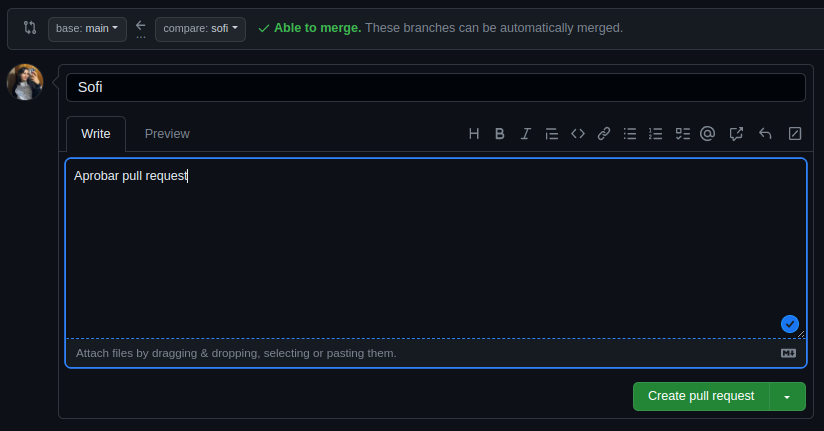 base: main compare: sofi Able to merge. These branches can be automatically merged.
...
Sofi
Write Preview
Aprobar pull request
Attach files by dragging & dropping, selecting or pasting them.
Create pull request